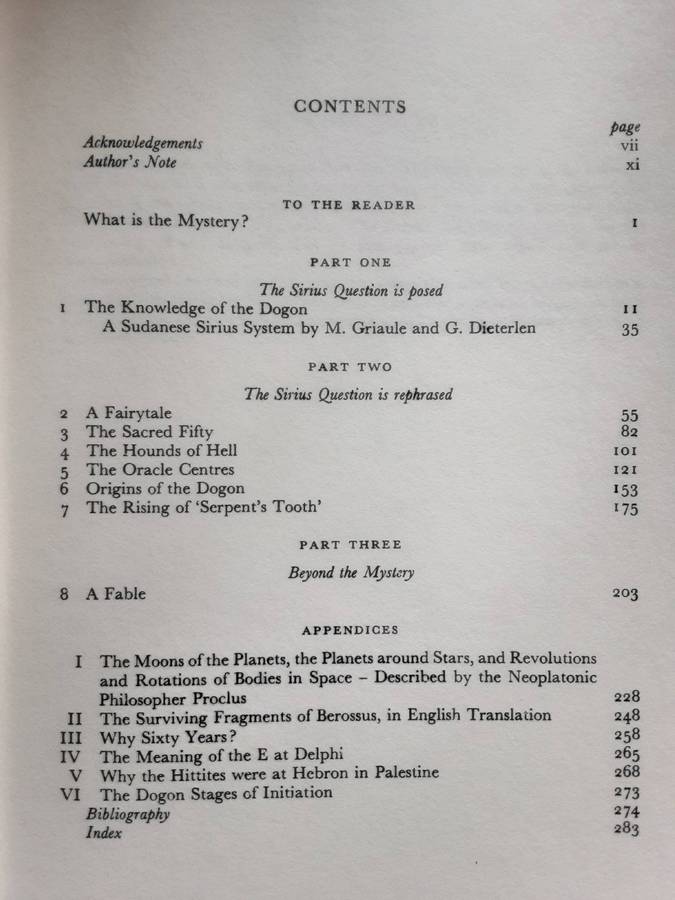 CONTENTS
page
Acknowledgements vii
Author's Note xi
TO THE READER
What is the Mystery? 1
PART ONE
The Sirius Question is posed
1 The Knowledge of the Dogon 11
A Sudanese Sirius System by M. Griaule and G. Dieterlen 35
PART TWO
The Sirius Question is rephrased
2 A Fairytale 55
3 The Sacred Fifty 82
4 The Hounds of Hell 101
5 The Oracle Centres 121
6 Origins of the Dogon 153
7 The Rising of 'Serpent's Tooth' 175
PART THREE
Beyond the Mystery
8 A Fable 203
APPENDICES
I The Moons of the Planets, the Planets around Stars, and Revolutions
and Rotations of Bodies in Space – Described by the Neoplatonic
Philosopher Proclus 228
II The Surviving Fragments of Berossus, in English Translation 248
III Why Sixty Years? 258
IV The Meaning of the E at Delphi 265
V Why the Hittites were at Hebron in Palestine 268
VI The Dogon Stages of Initiation 273
Bibliography 274
Index 283